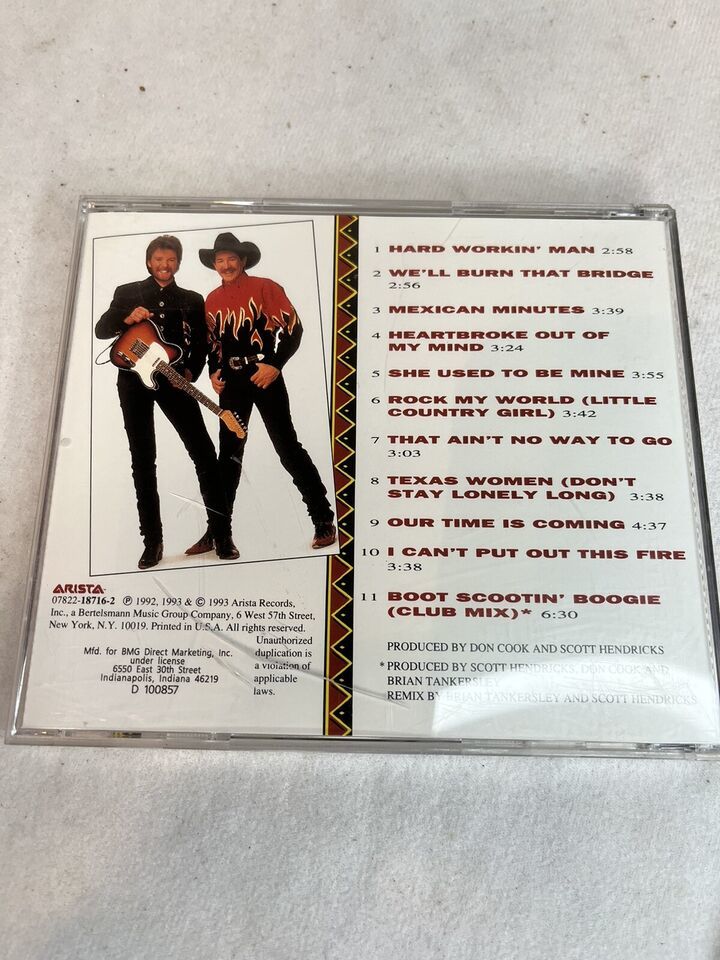 1 HARD WORKIN' MAN 2:58
2 WE'LL BURN THAT BRIDGE
2:56
3 MEXICAN MINUTES 3:39
4 HEARTBROKE OUT OF
MY MIND 3:24
5 SHE USED TO BE MINE 3:55
6 ROCK MY WORLD (LITTLE
COUNTRY GIRL) 3:42
7 THAT AIN'T NO WAY TO GO
3:03
8 TEXAS WOMEN (DON'T
STAY LONELY LONG) 3:38
9 OUR TIME IS COMING 4:37
10 I CAN'T PUT OUT THIS FIRE
3:38
11 BOOT SCOOTIN' BOOGIE
(CLUB MIX)* 6:30
PRODUCED BY DON COOK AND SCOTT HENDRICKS
*PRODUCED BY SCOTT HENDRICKS, DON COOK AND
BRIAN TANKERSLEY
REMIX BY BRIAN TANKERSLEY AND SCOTT HENDRICKS
ARISTA
07822-18716-2 ℗ 1992, 1993 & © 1993 Arista Records,
Inc., a Bertelsmann Music Group Company, 6 West 57th Street,
New York, N.Y. 10019. Printed in U.S.A. All rights reserved.
Unauthorized
duplication is
a violation of
applicable
laws.
Mfd. for BMG Direct Marketing, Inc.
under license
6550 East 30th Street
Indianapolis, Indiana 46219
D 100857